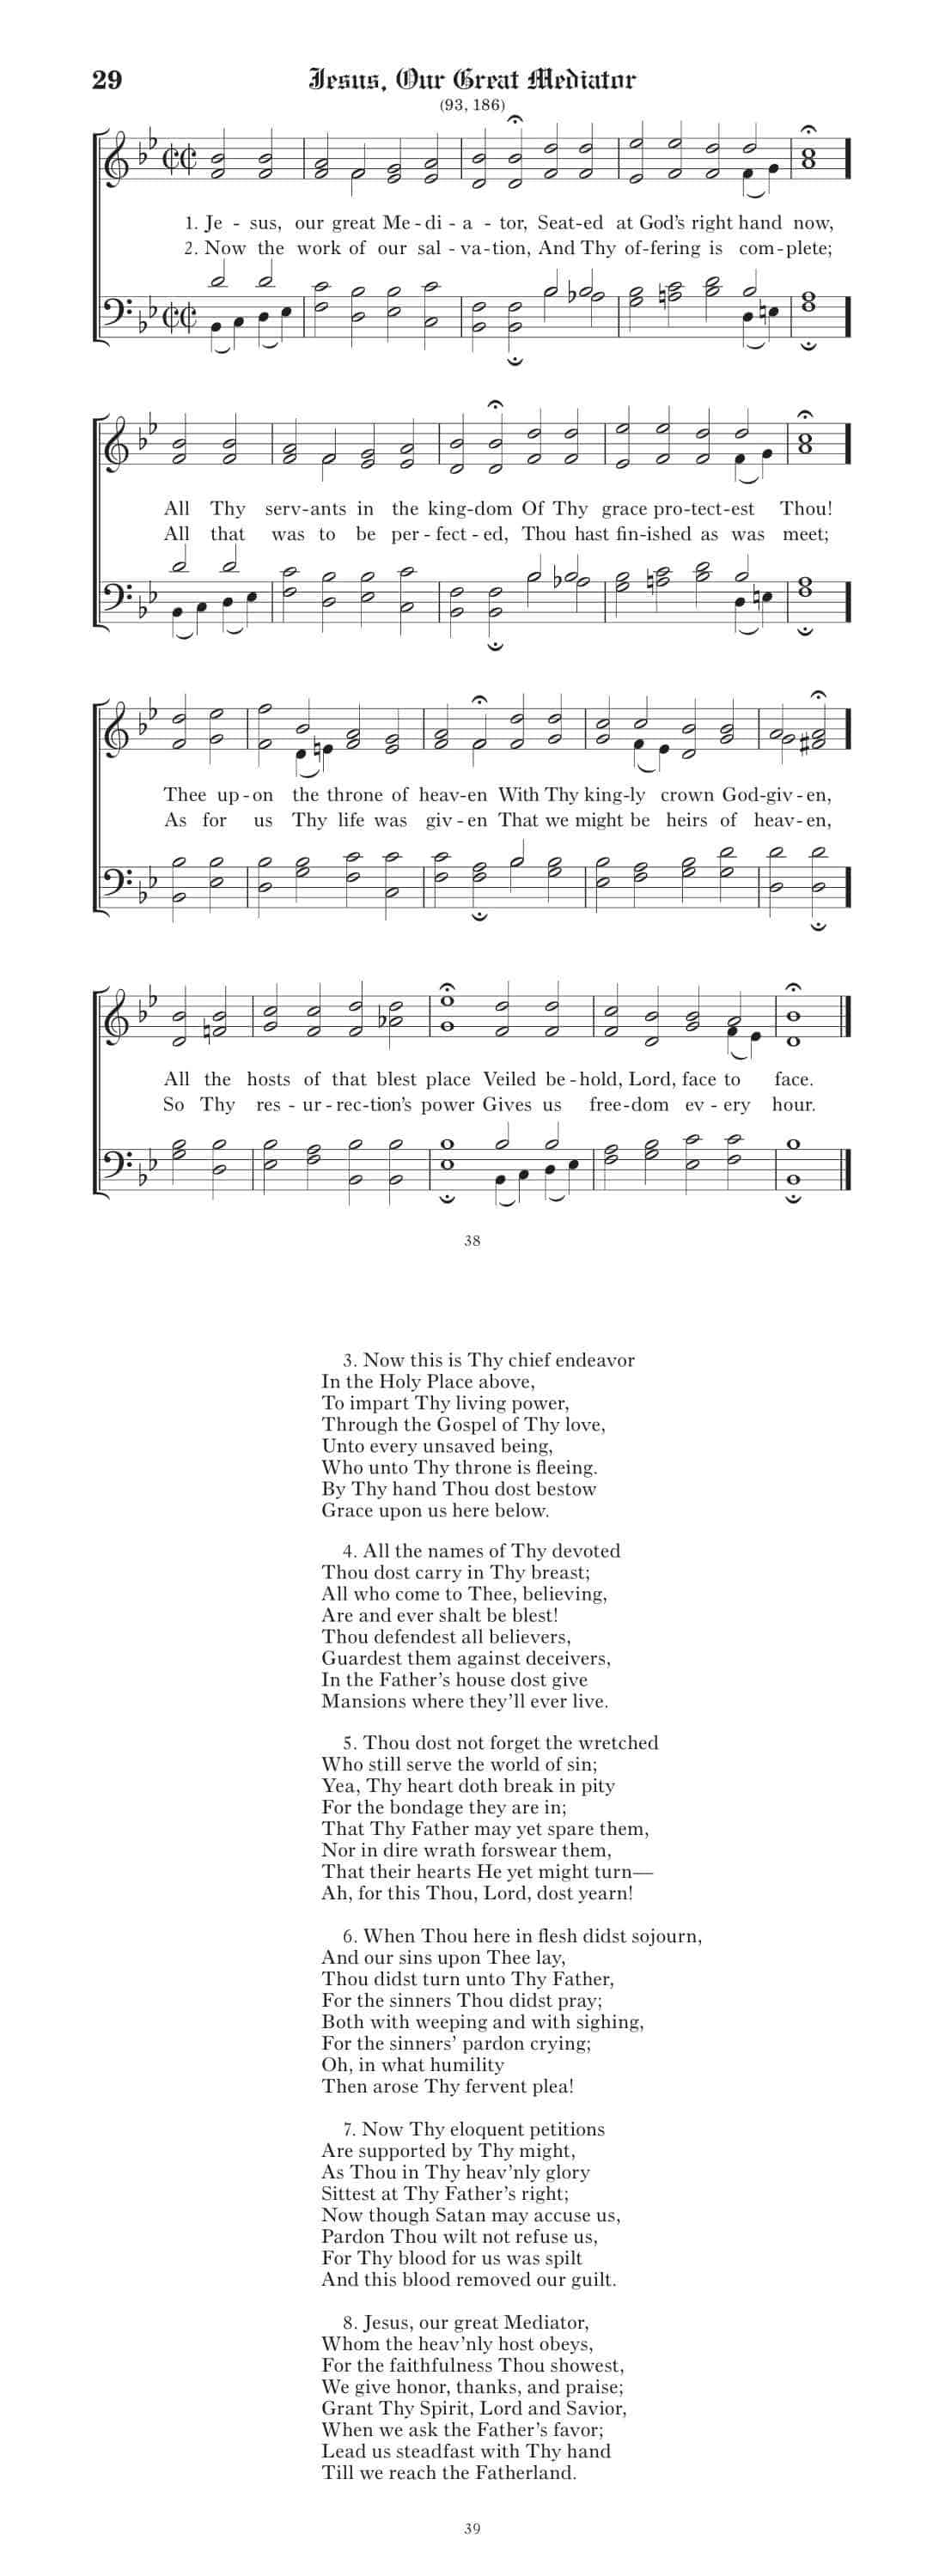 29 Jesus, Our Great Mediator
(93, 186)
1. Je - sus, our great Me - di - a - tor, Seat-ed at God's right hand now,
2. Now the work of our sal - va-tion, And Thy of-fering is com-plete;
All Thy serv-ants in the king-dom Of Thy grace pro-tect-est Thou!
All that was to be per - fect - ed, Thou hast fin-ished as was meet;
Thee up-on the throne of heav-en With Thy king-ly crown God-giv-en,
As for us Thy life was giv - en That we might be heirs of heav-en,
All the hosts of that blest place Veiled be-hold, Lord, face to face.
So Thy res - ur - rec-tion's power Gives us free-dom ev - ery hour.
38
3. Now this is Thy chief endeavor
In the Holy Place above,
To impart Thy living power,
Through the Gospel of Thy love,
Unto every unsaved being,
Who unto Thy throne is fleeing.
By Thy hand Thou dost bestow
Grace upon us here below.
4. All the names of Thy devoted
Thou dost carry in Thy breast;
All who come to Thee, believing,
Are and ever shalt be blest!
Thou defendest all believers,
Guardest them against deceivers,
In the Father's house dost give
Mansions where they'll ever live.
5. Thou dost not forget the wretched
Who still serve the world of sin;
Yea, Thy heart doth break in pity
For the bondage they are in;
That Thy Father may yet spare them,
Nor in dire wrath forswear them,
That their hearts He yet might turn—
Ah, for this Thou, Lord, dost yearn!
6. When Thou here in flesh didst sojourn,
And our sins upon Thee lay,
Thou didst turn unto Thy Father,
For the sinners Thou didst pray;
Both with weeping and with sighing,
For the sinners' pardon crying;
Oh, in what humility
Then arose Thy fervent plea!
7. Now Thy eloquent petitions
Are supported by Thy might,
As Thou in Thy heav'nly glory
Sittest at Thy Father's right;
Now though Satan may accuse us,
Pardon Thou wilt not refuse us,
For Thy blood for us was spilt
And this blood removed our guilt.
8. Jesus, our great Mediator,
Whom the heav'nly host obeys,
For the faithfulness Thou showest,
We give honor, thanks, and praise;
Grant Thy Spirit, Lord and Savior,
When we ask the Father's favor;
Lead us steadfast with Thy hand
Till we reach the Fatherland.
39